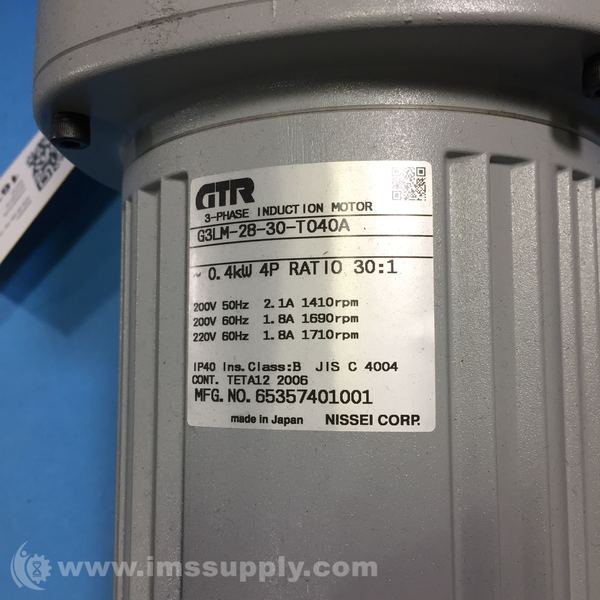 GTR
3-PHASE INDUCTION MOTOR
G3LM-28-30-T040A
~ 0.4kW 4P RATIO 30:1
200V 50Hz 2.1A 1410rpm
200V 60Hz 1.8A 1690rpm
220V 60Hz 1.8A 1710rpm
IP40 Ins.Class:B JIS C 4004
CONT. TETA12 2006
MFG.NO.65357401001
made in Japan NISSEI CORP.
www.imssupply.com